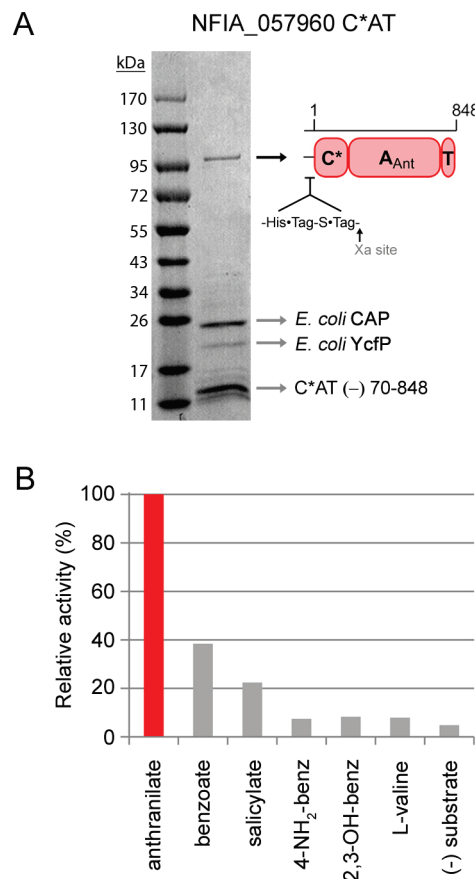 A
NFIA_057960 C*AT
kDa
170
130
95
72
55
43
34
26
17
11
1
848
C*
A_Ant
T
-His•Tag-S•Tag-
Xa site
E. coli CAP
E. coli YcfP
C*AT (–) 70-848
B
Relative activity (%)
100
80
60
40
20
0
anthranilate
benzoate
salicylate
4-NH₂-benz
2,3-OH-benz
L-valine
(-) substrate